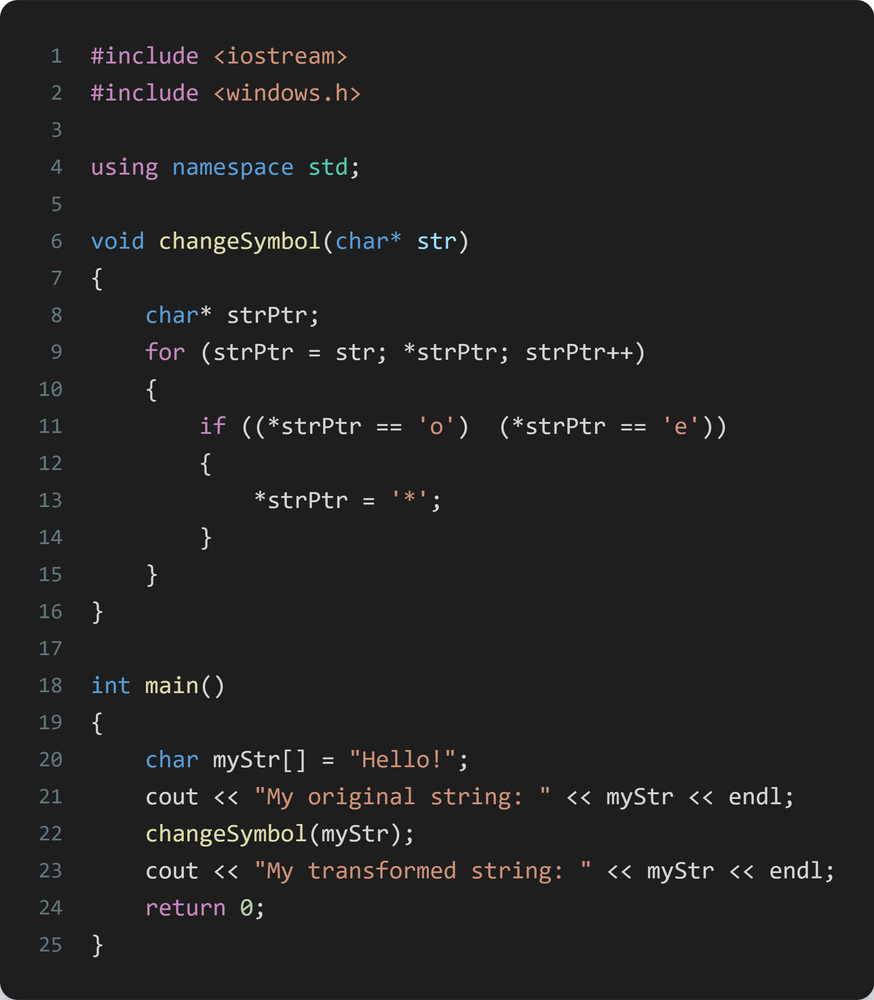 1 #include <iostream>
2 #include <windows.h>
3
4 using namespace std;
5
6 void changeSymbol(char* str)
7 {
8     char* strPtr;
9     for (strPtr = str; *strPtr; strPtr++)
10     {
11         if ((*strPtr == 'o')  (*strPtr == 'e'))
12         {
13             *strPtr = '*';
14         }
15     }
16 }
17
18 int main()
19 {
20     char myStr[] = "Hello!";
21     cout << "My original string: " << myStr << endl;
22     changeSymbol(myStr);
23     cout << "My transformed string: " << myStr << endl;
24     return 0;
25 }